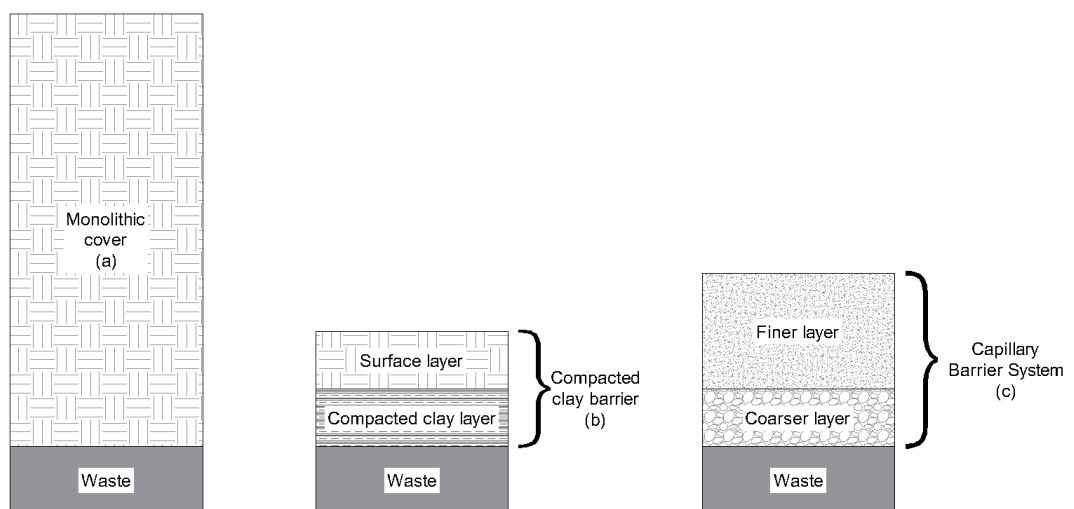 Monolithic
cover
(a)
Waste
Surface layer
Compacted clay layer
Waste
Compacted
clay barrier
(b)
Finer layer
Coarser layer
Waste
Capillary
Barrier System
(c)